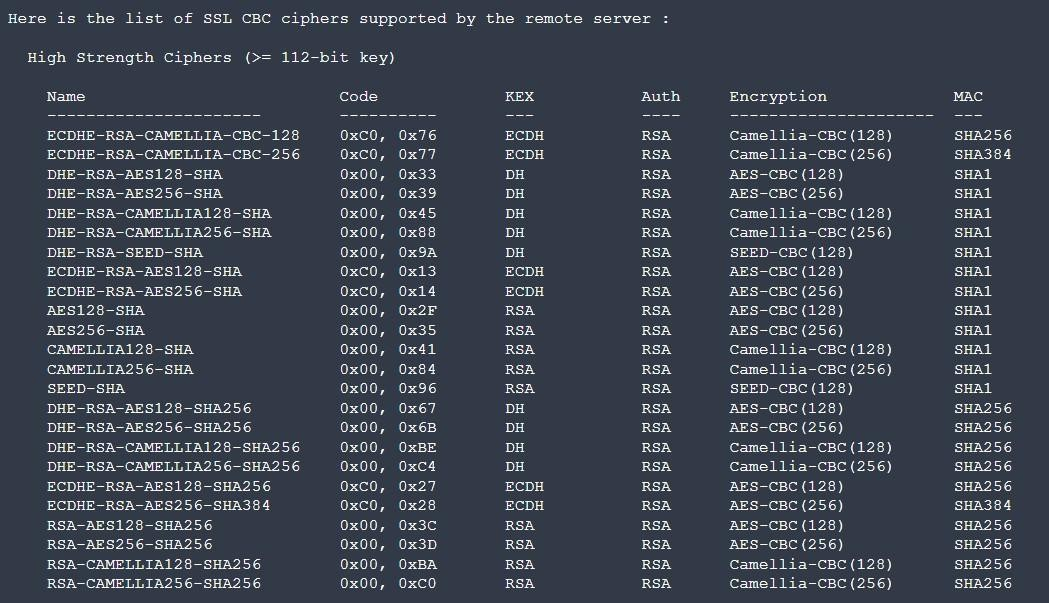 Here is the list of SSL CBC ciphers supported by the remote server :
High Strength Ciphers (>= 112-bit key)
Name Code KEX Auth Encryption MAC
---------------------- ---------- --- ---- --------------------- ---
ECDHE-RSA-CAMELLIA-CBC-128 0xC0, 0x76 ECDH RSA Camellia-CBC(128) SHA256
ECDHE-RSA-CAMELLIA-CBC-256 0xC0, 0x77 ECDH RSA Camellia-CBC(256) SHA384
DHE-RSA-AES128-SHA 0x00, 0x33 DH RSA AES-CBC(128) SHA1
DHE-RSA-AES256-SHA 0x00, 0x39 DH RSA AES-CBC(256) SHA1
DHE-RSA-CAMELLIA128-SHA 0x00, 0x45 DH RSA Camellia-CBC(128) SHA1
DHE-RSA-CAMELLIA256-SHA 0x00, 0x88 DH RSA Camellia-CBC(256) SHA1
DHE-RSA-SEED-SHA 0x00, 0x9A DH RSA SEED-CBC(128) SHA1
ECDHE-RSA-AES128-SHA 0xC0, 0x13 ECDH RSA AES-CBC(128) SHA1
ECDHE-RSA-AES256-SHA 0xC0, 0x14 ECDH RSA AES-CBC(256) SHA1
AES128-SHA 0x00, 0x2F RSA RSA AES-CBC(128) SHA1
AES256-SHA 0x00, 0x35 RSA RSA AES-CBC(256) SHA1
CAMELLIA128-SHA 0x00, 0x41 RSA RSA Camellia-CBC(128) SHA1
CAMELLIA256-SHA 0x00, 0x84 RSA RSA Camellia-CBC(256) SHA1
SEED-SHA 0x00, 0x96 RSA RSA SEED-CBC(128) SHA1
DHE-RSA-AES128-SHA256 0x00, 0x67 DH RSA AES-CBC(128) SHA256
DHE-RSA-AES256-SHA256 0x00, 0x6B DH RSA AES-CBC(256) SHA256
DHE-RSA-CAMELLIA128-SHA256 0x00, 0xBE DH RSA Camellia-CBC(128) SHA256
DHE-RSA-CAMELLIA256-SHA256 0x00, 0xC4 DH RSA Camellia-CBC(256) SHA256
ECDHE-RSA-AES128-SHA256 0xC0, 0x27 ECDH RSA AES-CBC(128) SHA256
ECDHE-RSA-AES256-SHA384 0xC0, 0x28 ECDH RSA AES-CBC(256) SHA384
RSA-AES128-SHA256 0x00, 0x3C RSA RSA AES-CBC(128) SHA256
RSA-AES256-SHA256 0x00, 0x3D RSA RSA AES-CBC(256) SHA256
RSA-CAMELLIA128-SHA256 0x00, 0xBA RSA RSA Camellia-CBC(128) SHA256
RSA-CAMELLIA256-SHA256 0x00, 0xC0 RSA RSA Camellia-CBC(256) SHA256